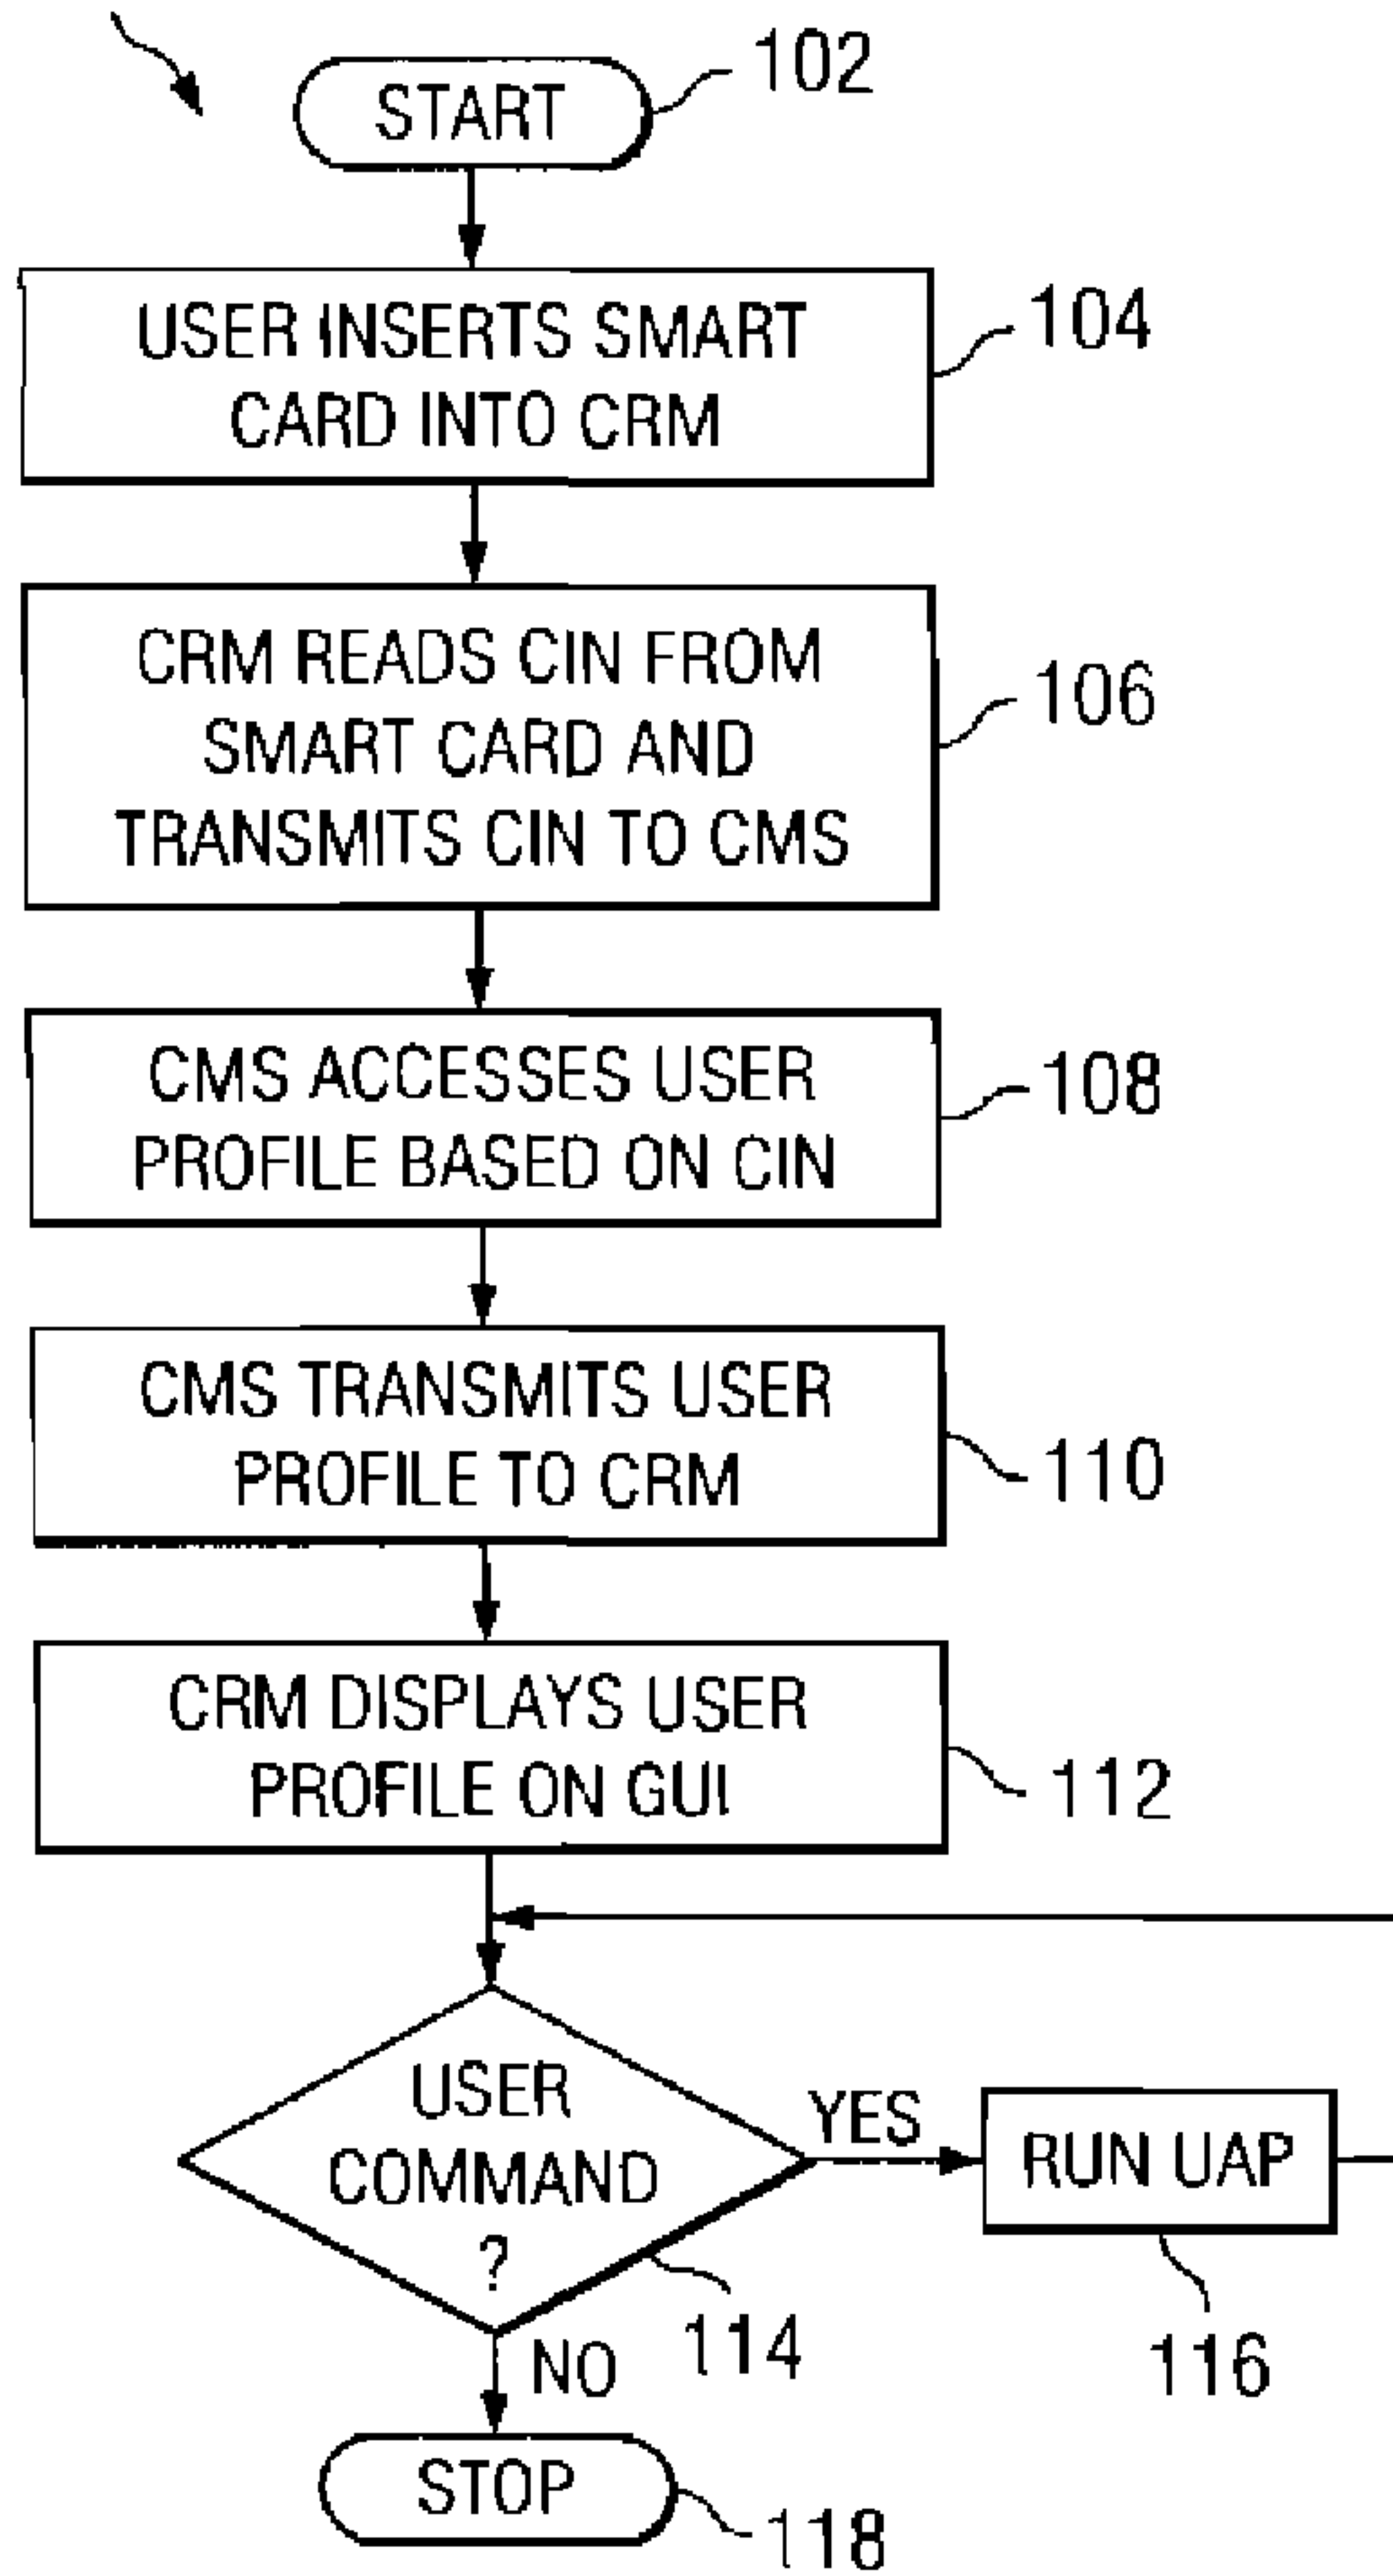 START
102
USER INSERTS SMART
CARD INTO CRM
104
CRM READS CIN FROM
SMART CARD AND
TRANSMITS CIN TO CMS
106
CMS ACCESSES USER
PROFILE BASED ON CIN
108
CMS TRANSMITS USER
PROFILE TO CRM
110
CRM DISPLAYS USER
PROFILE ON GUI
112
USER
COMMAND
?
114
YES
RUN UAP
116
NO
STOP
118